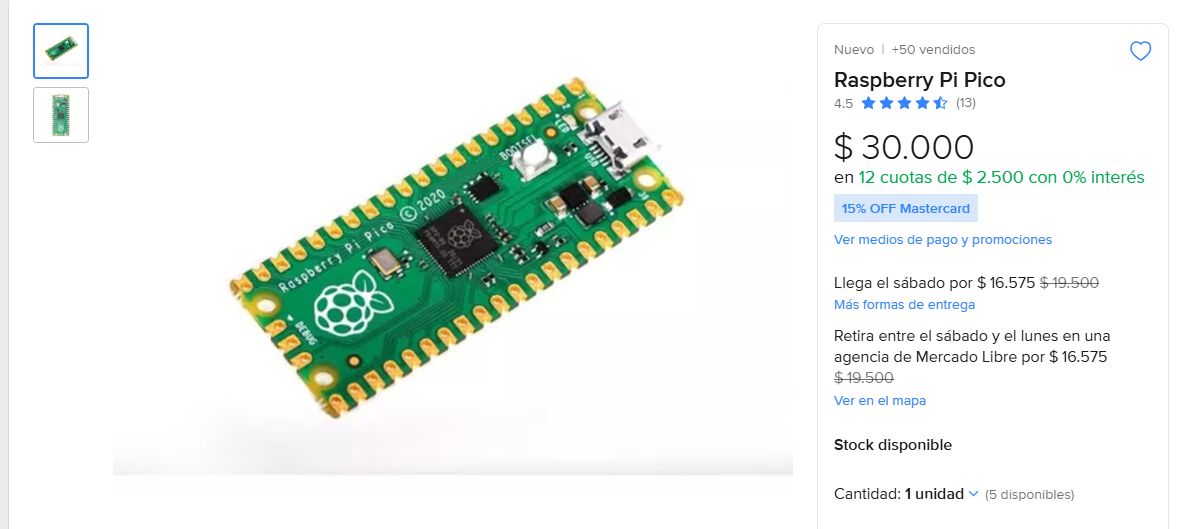 Nuevo | +50 vendidos
Raspberry Pi Pico
4.5 (13)
$ 30.000
en 12 cuotas de $ 2.500 con 0% interés
15% OFF Mastercard
Ver medios de pago y promociones
Llega el sábado por $ 16.575 $ 19.500
Más formas de entrega
Retira entre el sábado y el lunes en una
agencia de Mercado Libre por $ 16.575
$ 19.500
Ver en el mapa
Stock disponible
Cantidad: 1 unidad (5 disponibles)
Raspberry Pi Pico © 2020
BOOTSEL
LED
USB
DEBUG